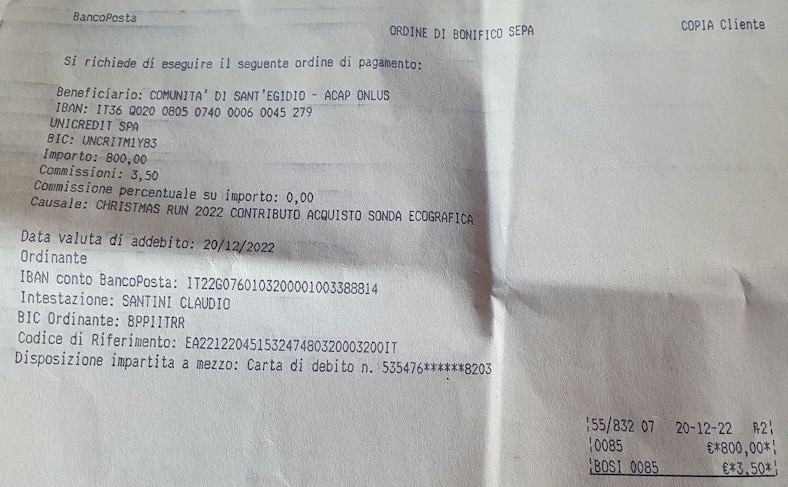 BancoPosta
ORDINE DI BONIFICO SEPA
COPIA Cliente
Si richiede di eseguire il seguente ordine di pagamento:
Beneficiario: COMUNITA' DI SANT'EGIDIO - ACAP ONLUS
IBAN: IT36 Q020 0805 0740 0006 0045 279
UNICREDIT SPA
BIC: UNCRITM1Y83
Importo: 800,00
Commissioni: 3,50
Commissione percentuale su importo: 0,00
Causale: CHRISTMAS RUN 2022 CONTRIBUTO ACQUISTO SONDA ECOGRAFICA
Data valuta di addebito: 20/12/2022
Ordinante
IBAN conto BancoPosta: IT22G0760103200001003388814
Intestazione: SANTINI CLAUDIO
BIC Ordinante: BPPIITRR
Codice di Riferimento: EA22122045153247480320003200IT
Disposizione impartita a mezzo: Carta di debito n. 535476******8203
55/832 07 20-12-22
0085 €*800,00*
BOSI 0085 €*3,50*